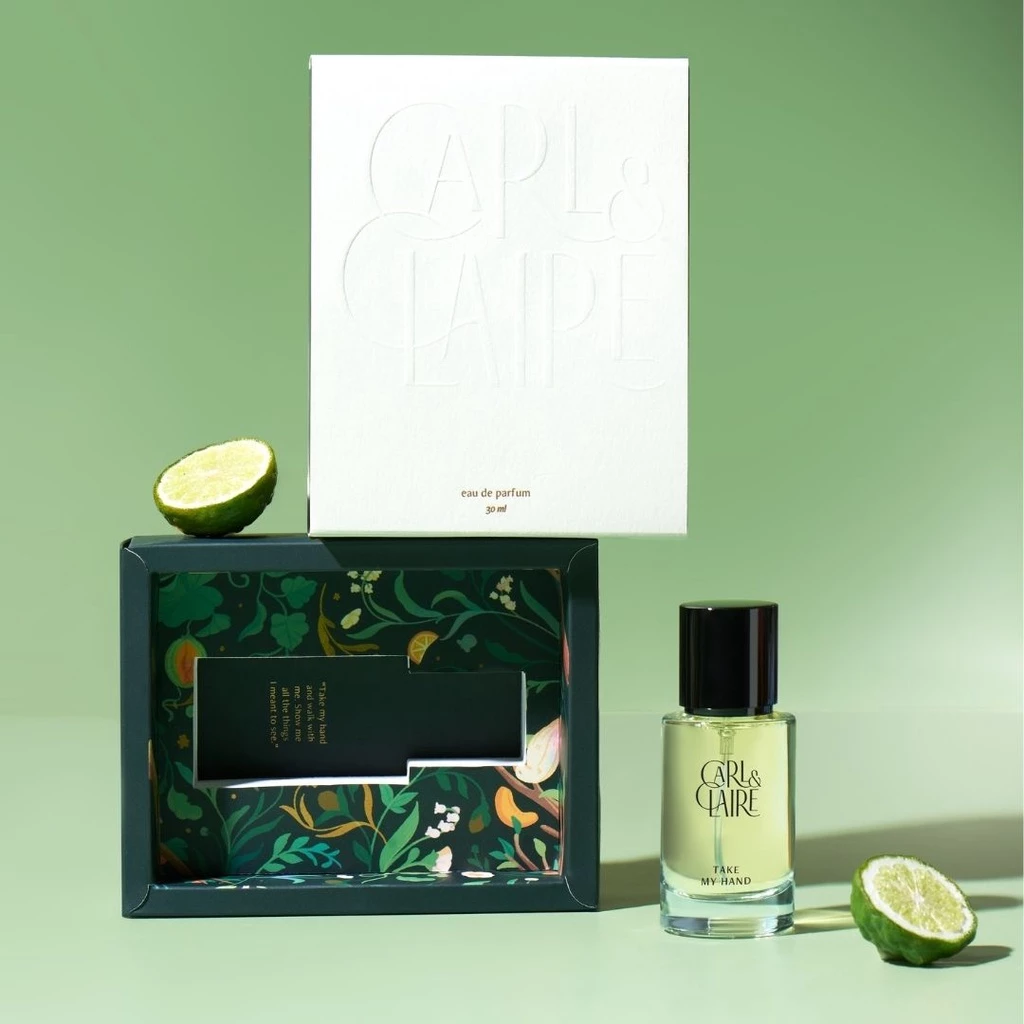 CARL &
CLAIRE
eau de parfum
30 ml
"Take my hand
and walk with
me. Show me
all the things
I meant to see."
CARL &
CLAIRE
TAKE
MY HAND